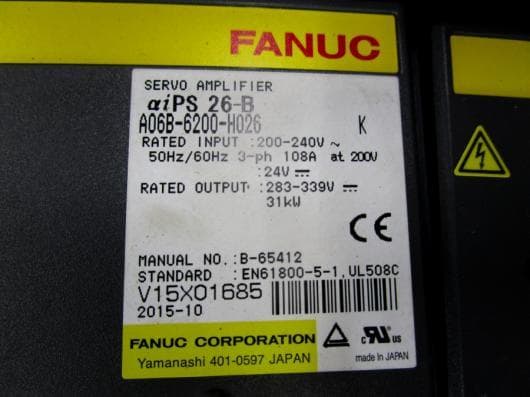 FANUC
SERVO AMPLIFIER
αiPS 26-B
A06B-6200-H026 K
RATED INPUT :200-240V ~
50Hz/60Hz 3-ph 108A at 200V
:24V ⎓
RATED OUTPUT :283-339V ⎓
31kW
CE
MANUAL NO. :B-65412
STANDARD :EN61800-5-1, UL508C
V15X01685
2015-10
FANUC CORPORATION
Yamanashi 401-0597 JAPAN
c RU us
made in JAPAN